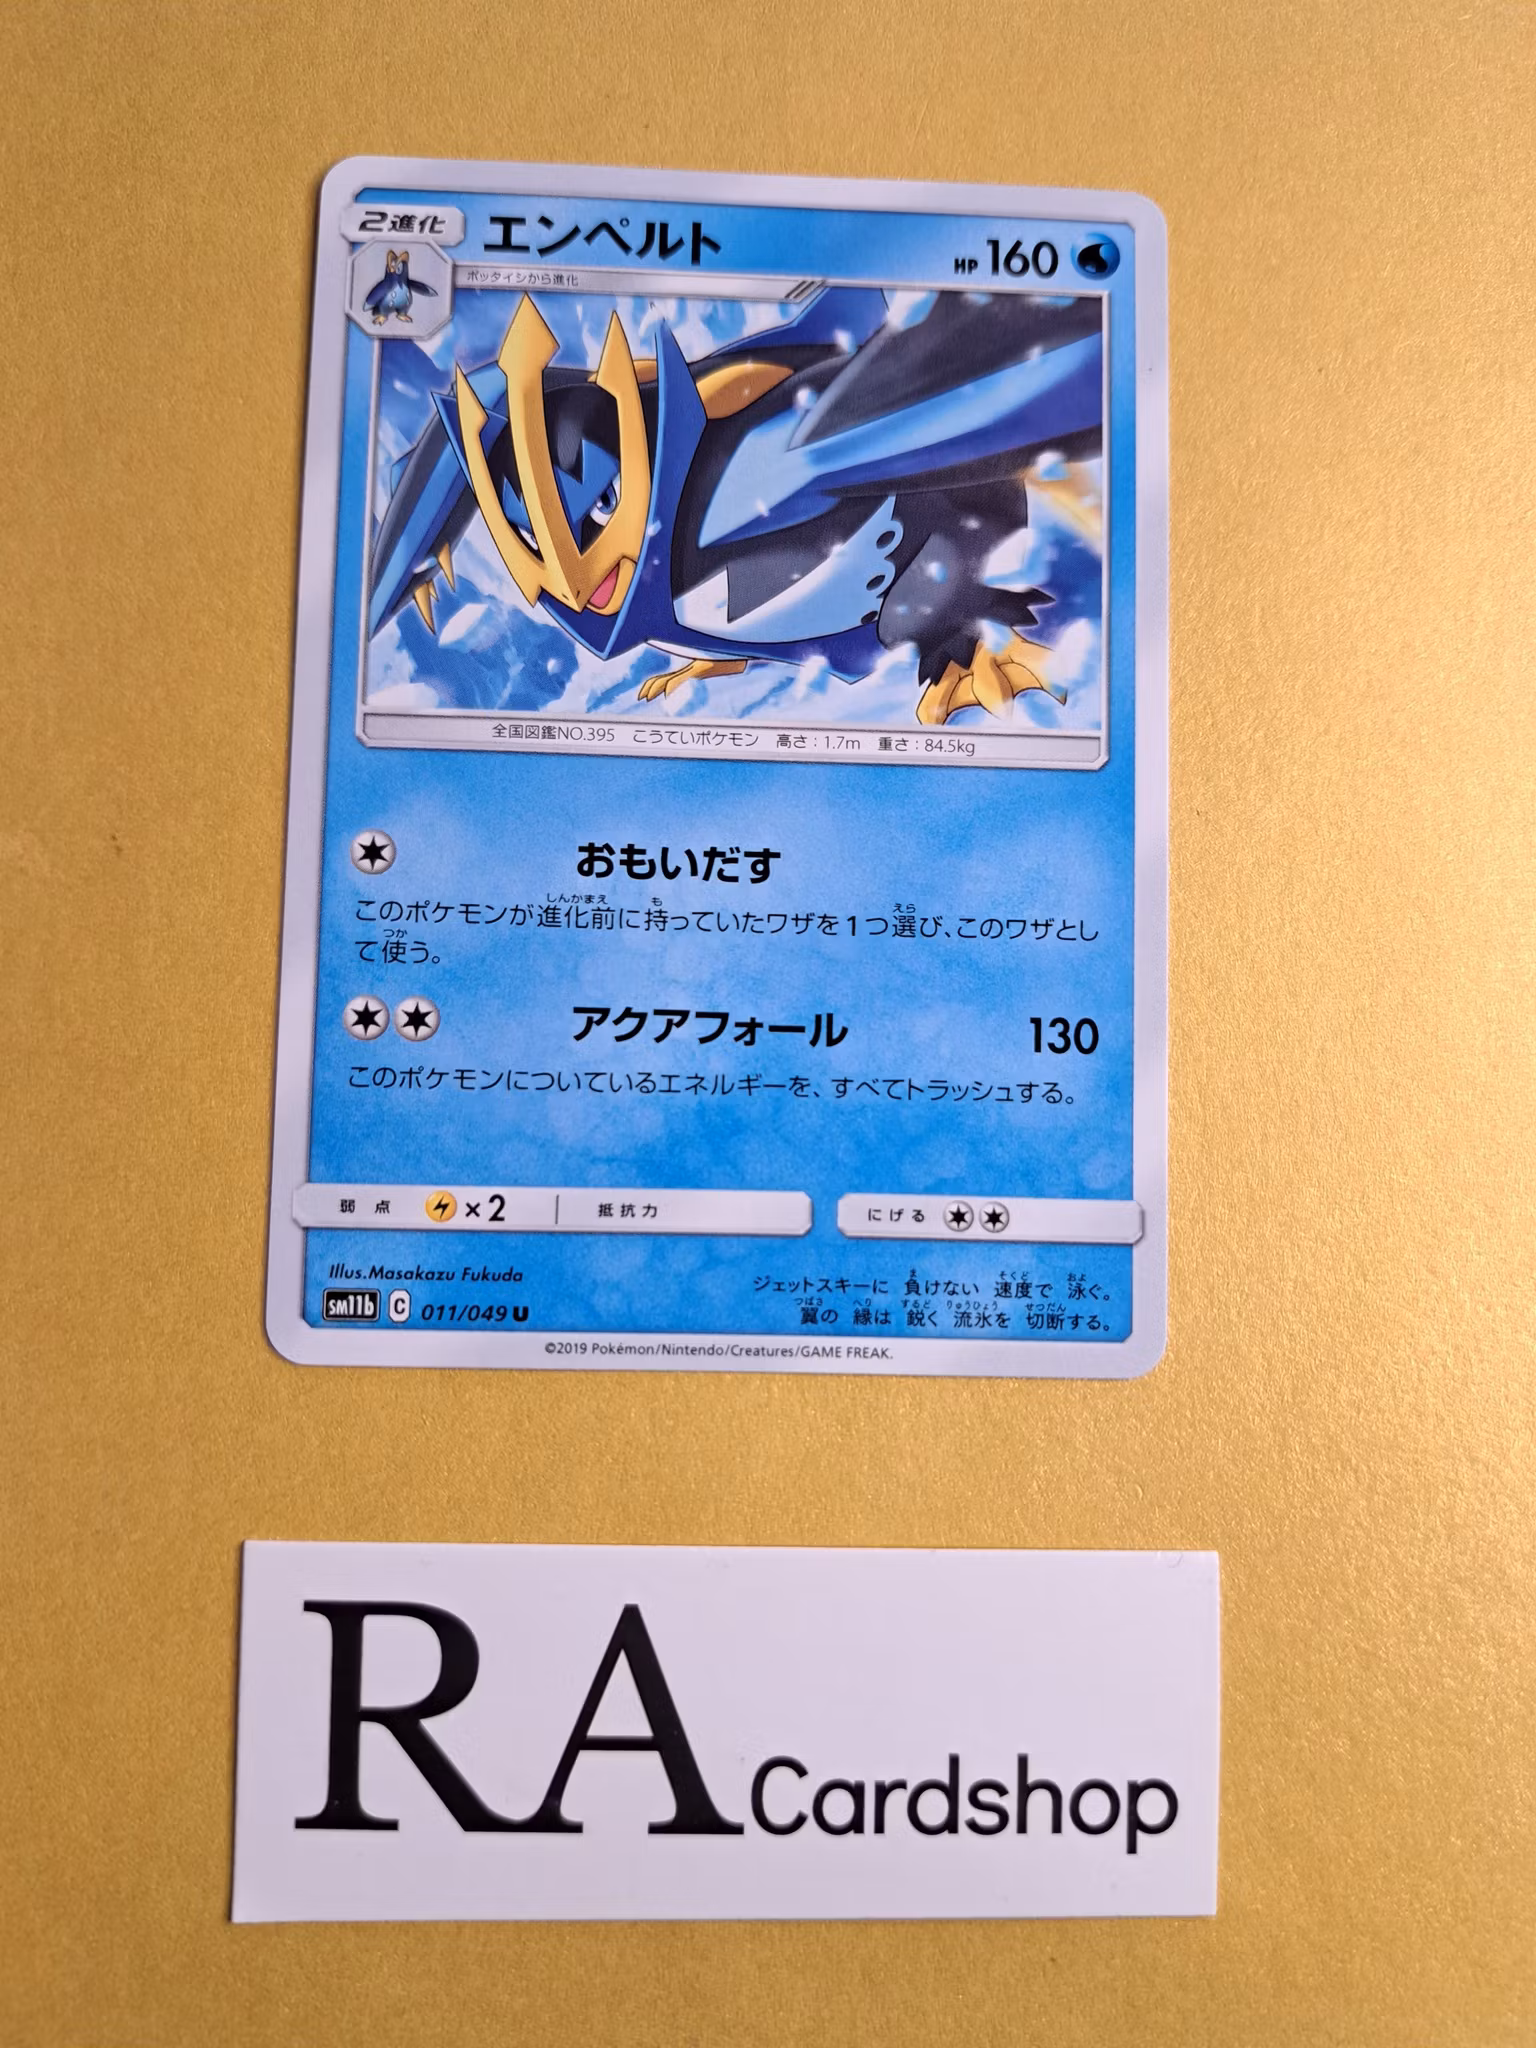 2進化
エンペルト
HP 160
ポッタイシから進化
全国図鑑NO.395 こうていポケモン 高さ:1.7m 重さ:84.5kg
おもいだす
このポケモンが進化前に持っていたワザを1つ選び、このワザとし
て使う。
アクアフォール 130
このポケモンについているエネルギーを、すべてトラッシュする。
弱点 ×2 抵抗力 にげる
Illus.Masakazu Fukuda
ジェットスキーに 負けない 速度で 泳ぐ。
翼の 縁は 鋭く 流氷を 切断する。
SM11b C 011/049 U
©2019 Pokémon/Nintendo/Creatures/GAME FREAK.
RA Cardshop